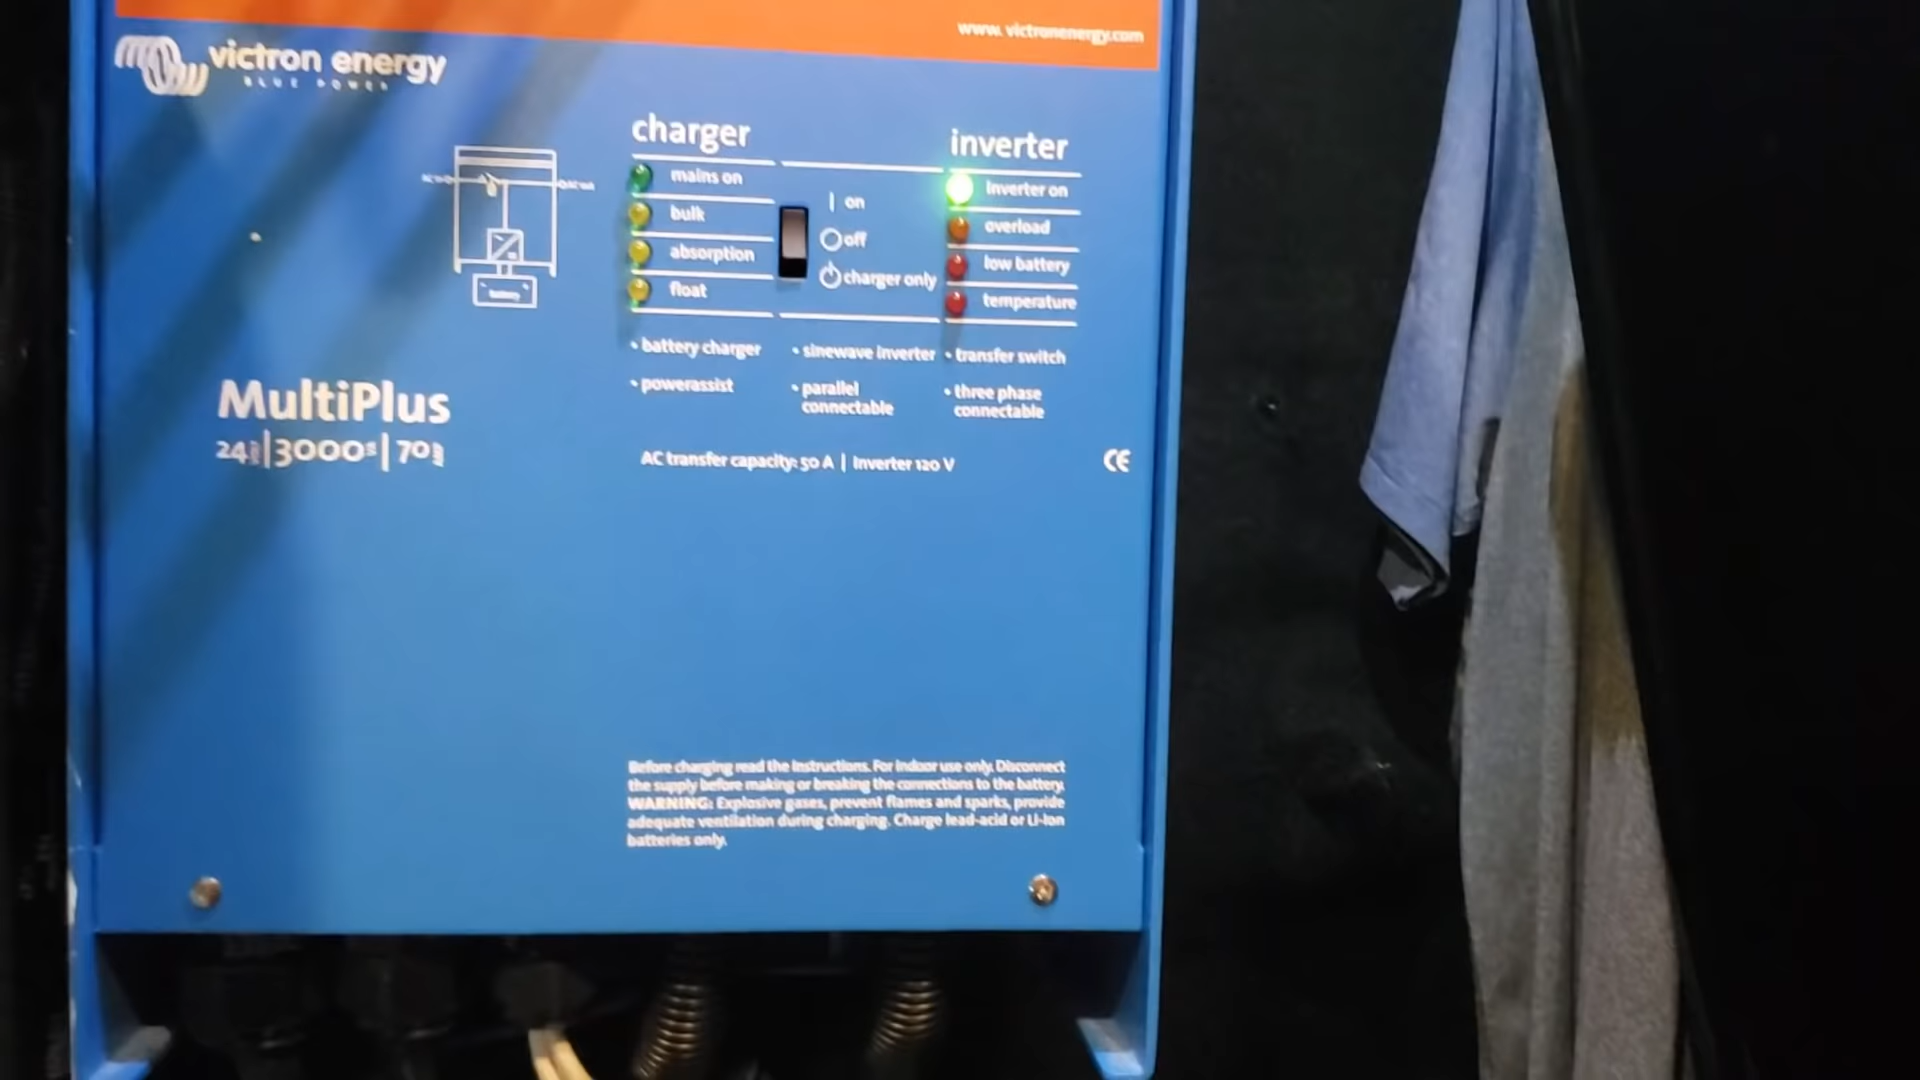 www.victronenergy.com
victron energy
BLUE POWER
charger
inverter
mains on
bulk
absorption
float
| on
off
charger only
inverter on
overload
low battery
temperature
battery
• battery charger
• sinewave inverter
• transfer switch
• powerassist
• parallel
connectable
• three phase
connectable
MultiPlus
24|3000|70
AC transfer capacity: 50 A | Inverter 120 V
CE
Before charging read the instructions. For indoor use only. Disconnect
the supply before making or breaking the connections to the battery.
WARNING: Explosive gases, prevent flames and sparks, provide
adequate ventilation during charging. Charge lead-acid or Li-Ion
batteries only.